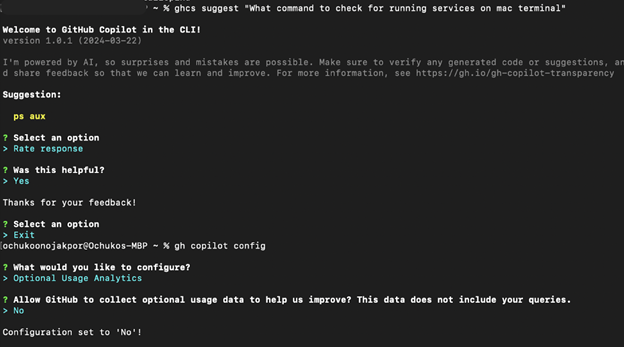 ~ % ghcs suggest "What command to check for running services on mac terminal"
Welcome to GitHub Copilot in the CLI!
version 1.0.1 (2024-03-22)
I'm powered by AI, so surprises and mistakes are possible. Make sure to verify any generated code or suggestions, an
d share feedback so that we can learn and improve. For more information, see https://gh.io/gh-copilot-transparency
Suggestion:
ps aux
? Select an option
> Rate response
? Was this helpful?
> Yes
Thanks for your feedback!
? Select an option
> Exit
ochukoonojakpor@Ochukos-MBP ~ % gh copilot config
? What would you like to configure?
> Optional Usage Analytics
? Allow GitHub to collect optional usage data to help us improve? This data does not include your queries.
> No
Configuration set to 'No'!